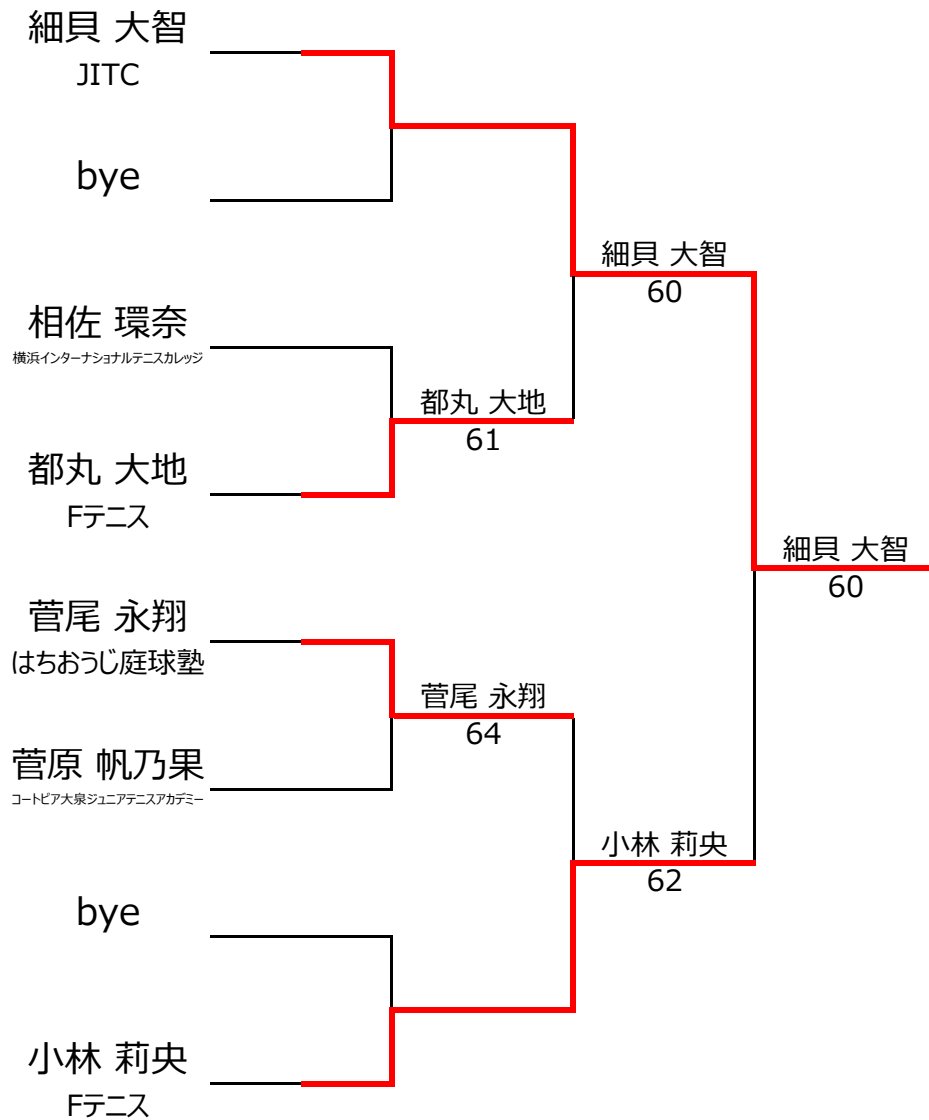 細貝 大智
JITC
bye
相佐 環奈
横浜インターナショナルテニスカレッジ
都丸 大地
Fテニス
菅尾 永翔
はちおうじ庭球塾
菅原 帆乃果
コートピア大泉ジュニアテニスアカデミー
bye
小林 莉央
Fテニス
都丸 大地
61
菅尾 永翔
64
細貝 大智
60
小林 莉央
62
細貝 大智
60